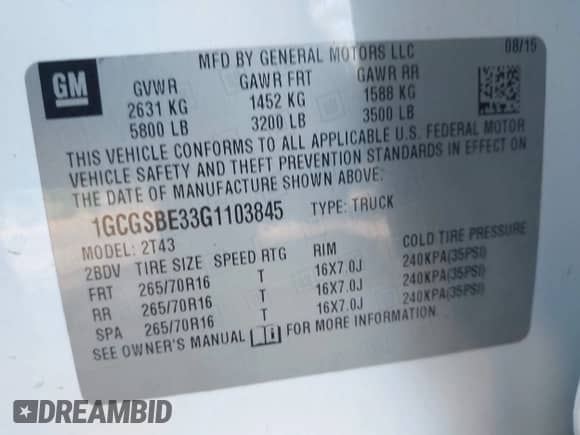 MFD BY GENERAL MOTORS LLC 08/15
GM
GVWR GAWR FRT GAWR RR
2631 KG 1452 KG 1588 KG
5800 LB 3200 LB 3500 LB
THIS VEHICLE CONFORMS TO ALL APPLICABLE U.S. FEDERAL MOTOR
VEHICLE SAFETY AND THEFT PREVENTION STANDARDS IN EFFECT ON
THE DATE OF MANUFACTURE SHOWN ABOVE:
1GCGSBE33G1103845 TYPE: TRUCK
MODEL: 2T43
2BDV TIRE SIZE SPEED RTG RIM COLD TIRE PRESSURE
FRT 265/70R16 T 16X7.0J 240KPA(35PSI)
RR 265/70R16 T 16X7.0J 240KPA(35PSI)
SPA 265/70R16 T 16X7.0J 240KPA(35PSI)
SEE OWNER'S MANUAL FOR MORE INFORMATION.
DREAMBID